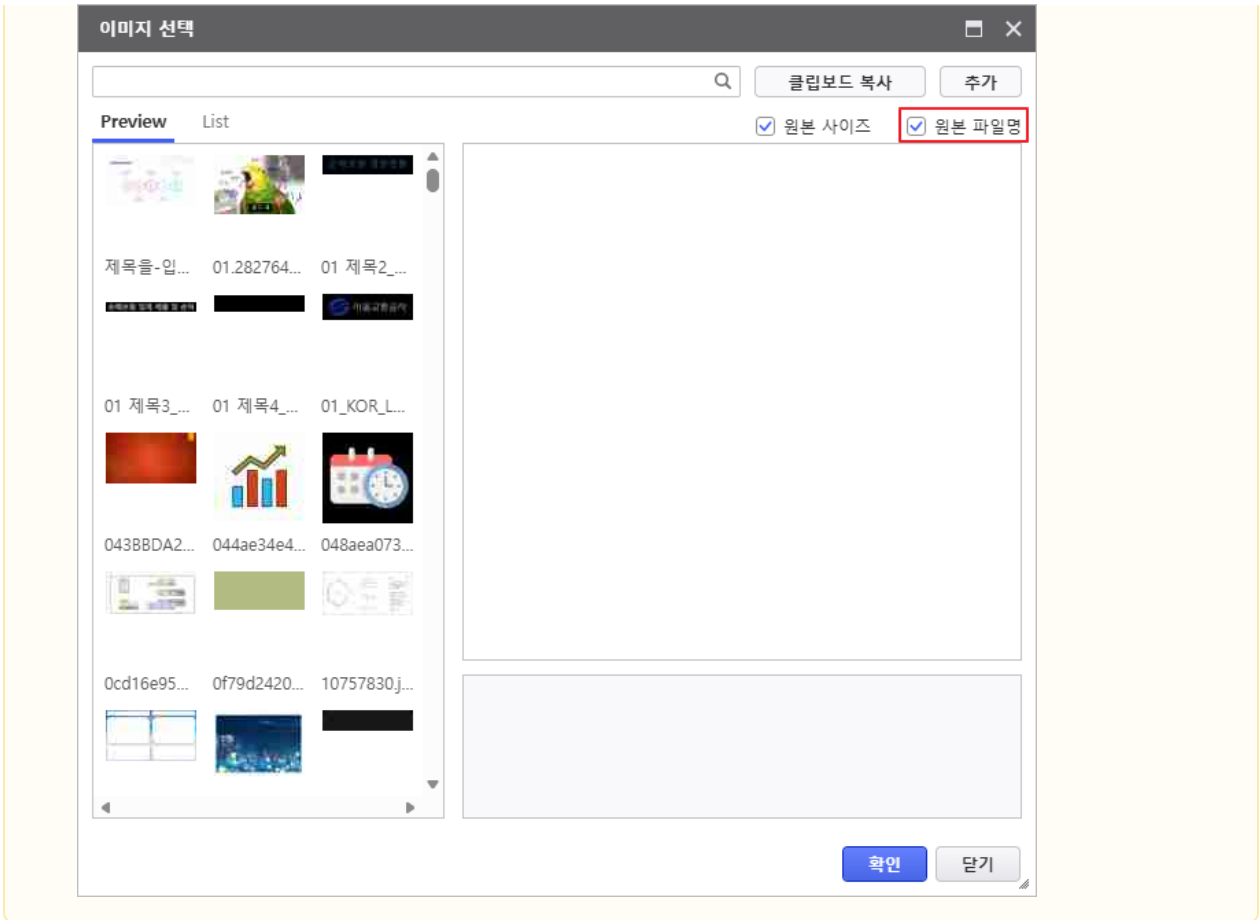 이미지 선택
클립보드 복사 추가
Preview List 원본 사이즈 원본 파일명
제목을-입... 01.282764... 01 제목2_...
01 제목3_... 01 제목4_... 01_KOR_L...
043BBDA2... 044ae34e4... 048aea073...
0cd16e95... 0f79d2420... 10757830.j...
확인 닫기